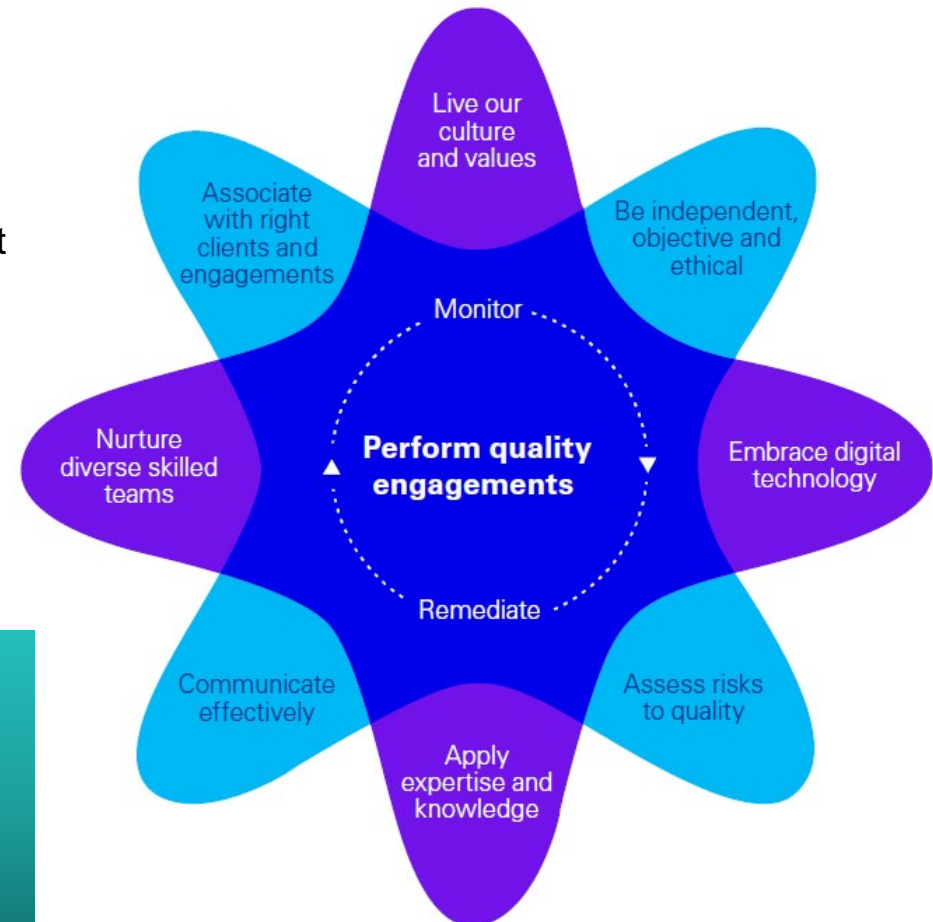 Live our
culture
and values
Associate
with right
clients and
engagements
Be independent,
objective and
ethical
t
Monitor
Nurture
diverse skilled
teams
Perform quality
engagements
Embrace digital
technology
Remediate
Communicate
effectively
Assess risks
to quality
Apply
expertise and
knowledge